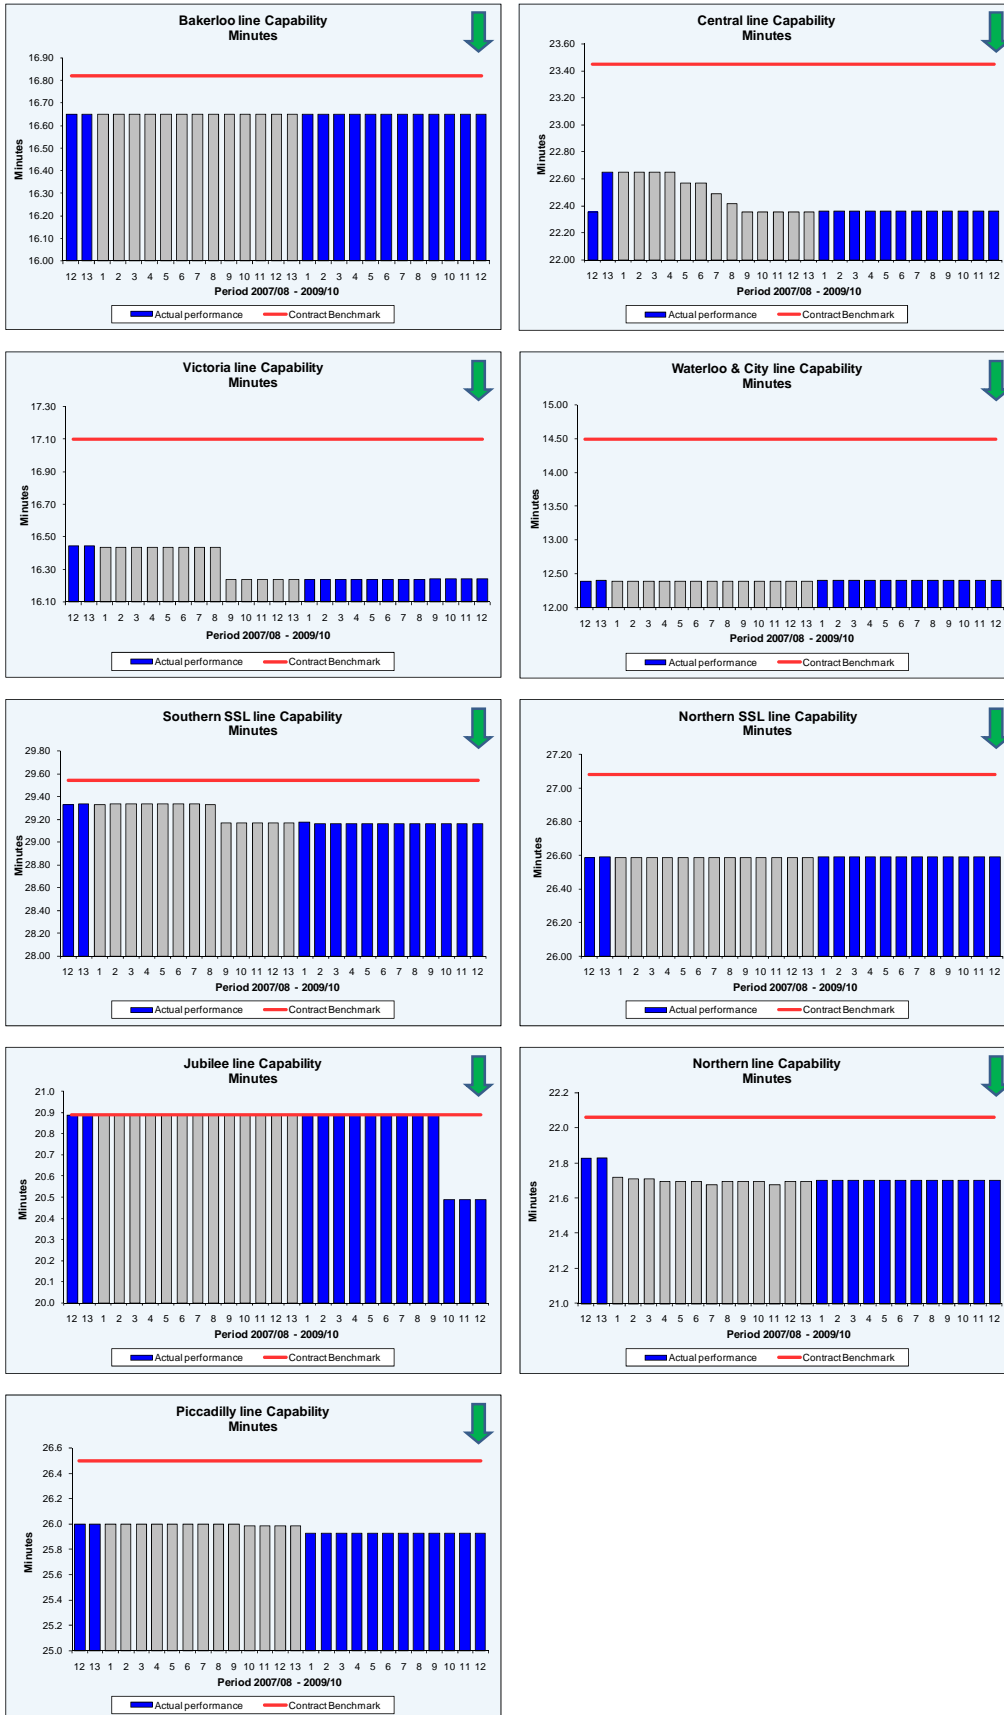 Bakerloo line Capability
Minutes
16.90
16.80
16.70
16.60
16.50
16.40
16.30
16.20
16.10
16.00
Minutes
12 13 1 2 3 4 5 6 7 8 9 10 11 12 13 1 2 3 4 5 6 7 8 9 10 11 12
Period 2007/08 - 2009/10
Actual performance Contract Benchmark
Central line Capability
Minutes
23.60
23.40
23.20
23.00
22.80
22.60
22.40
22.20
22.00
Minutes
12 13 1 2 3 4 5 6 7 8 9 10 11 12 13 1 2 3 4 5 6 7 8 9 10 11 12
Period 2007/08 - 2009/10
Actual performance Contract Benchmark
Victoria line Capability
Minutes
17.30
17.10
16.90
16.70
16.50
16.30
16.10
Minutes
12 13 1 2 3 4 5 6 7 8 9 10 11 12 13 1 2 3 4 5 6 7 8 9 10 11 12
Period 2007/08 - 2009/10
Actual performance Contract Benchmark
Waterloo & City line Capability
Minutes
15.00
14.50
14.00
13.50
13.00
12.50
12.00
Minutes
12 13 1 2 3 4 5 6 7 8 9 10 11 12 13 1 2 3 4 5 6 7 8 9 10 11 12
Period 2007/08 - 2009/10
Actual performance Contract Benchmark
Southern SSL line Capability
Minutes
29.80
29.60
29.40
29.20
29.00
28.80
28.60
28.40
28.20
28.00
Minutes
12 13 1 2 3 4 5 6 7 8 9 10 11 12 13 1 2 3 4 5 6 7 8 9 10 11 12
Period 2007/08 - 2009/10
Actual performance Contract Benchmark
Northern SSL line Capability
Minutes
27.20
27.00
26.80
26.60
26.40
26.20
26.00
Minutes
12 13 1 2 3 4 5 6 7 8 9 10 11 12 13 1 2 3 4 5 6 7 8 9 10 11 12
Period 2007/08 - 2009/10
Actual performance Contract Benchmark
Jubilee line Capability
Minutes
21.0
20.9
20.8
20.7
20.6
20.5
20.4
20.3
20.2
20.1
20.0
Minutes
12 13 1 2 3 4 5 6 7 8 9 10 11 12 13 1 2 3 4 5 6 7 8 9 10 11 12
Period 2007/08 - 2009/10
Actual performance Contract Benchmark
Northern line Capability
Minutes
22.2
22.0
21.8
21.6
21.4
21.2
21.0
Minutes
12 13 1 2 3 4 5 6 7 8 9 10 11 12 13 1 2 3 4 5 6 7 8 9 10 11 12
Period 2007/08 - 2009/10
Actual performance Contract Benchmark
Piccadilly line Capability
Minutes
26.6
26.4
26.2
26.0
25.8
25.6
25.4
25.2
25.0
Minutes
12 13 1 2 3 4 5 6 7 8 9 10 11 12 13 1 2 3 4 5 6 7 8 9 10 11 12
Period 2007/08 - 2009/10
Actual performance Contract Benchmark